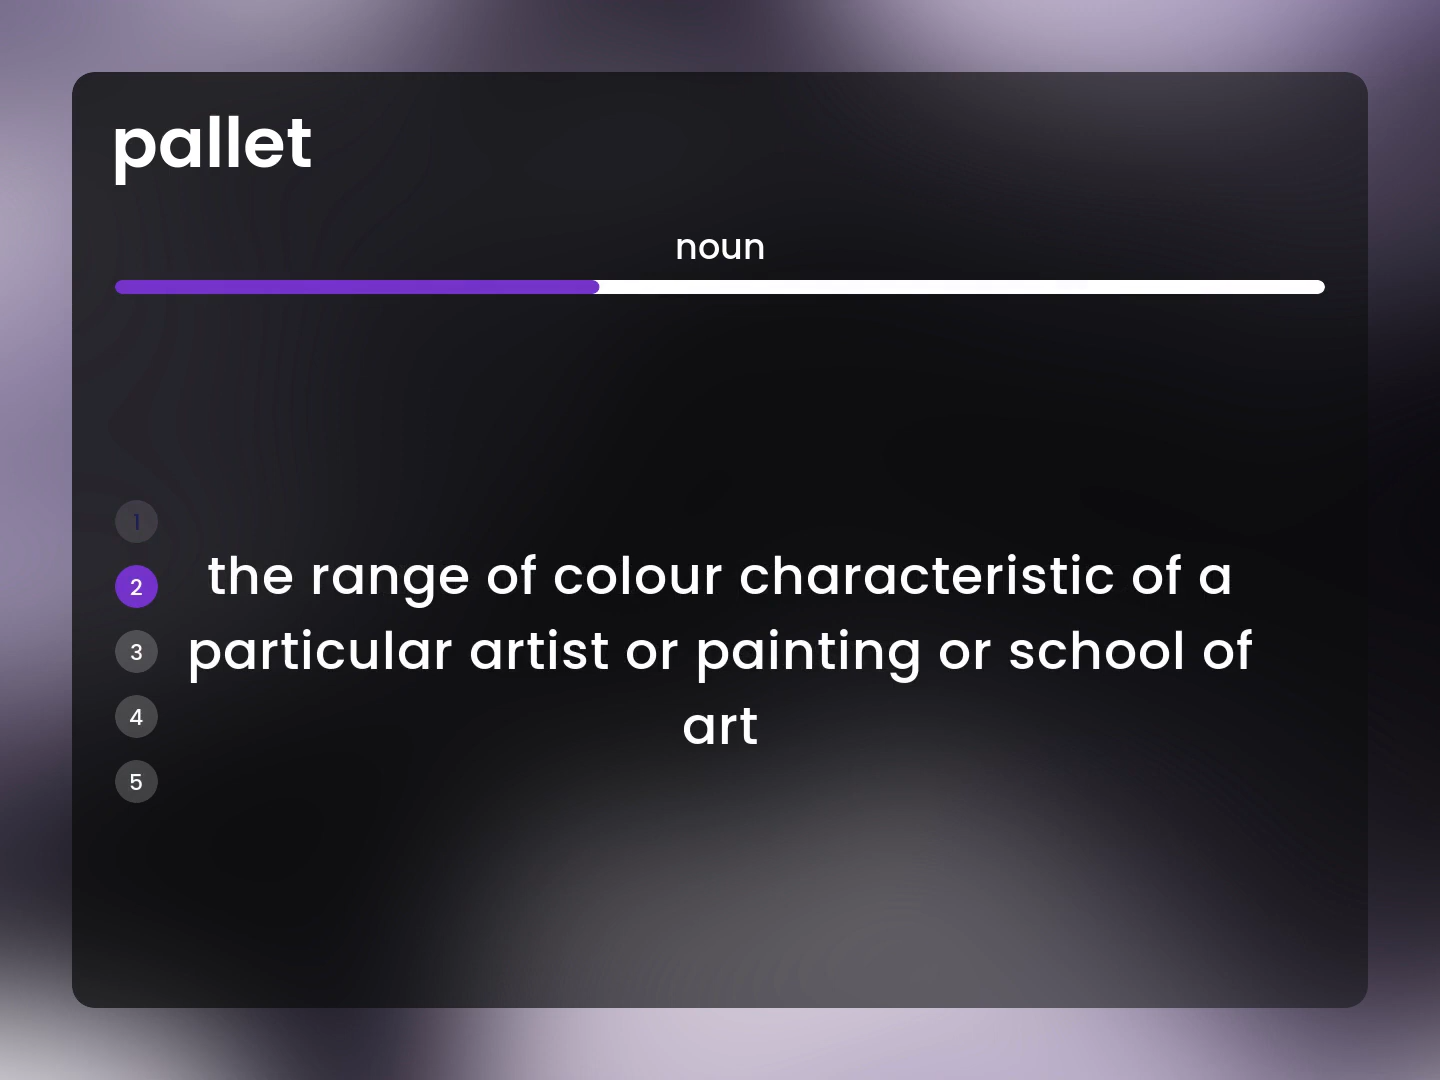 pallet
noun
1
2
3
4
5
the range of colour characteristic of a
particular artist or painting or school of
art